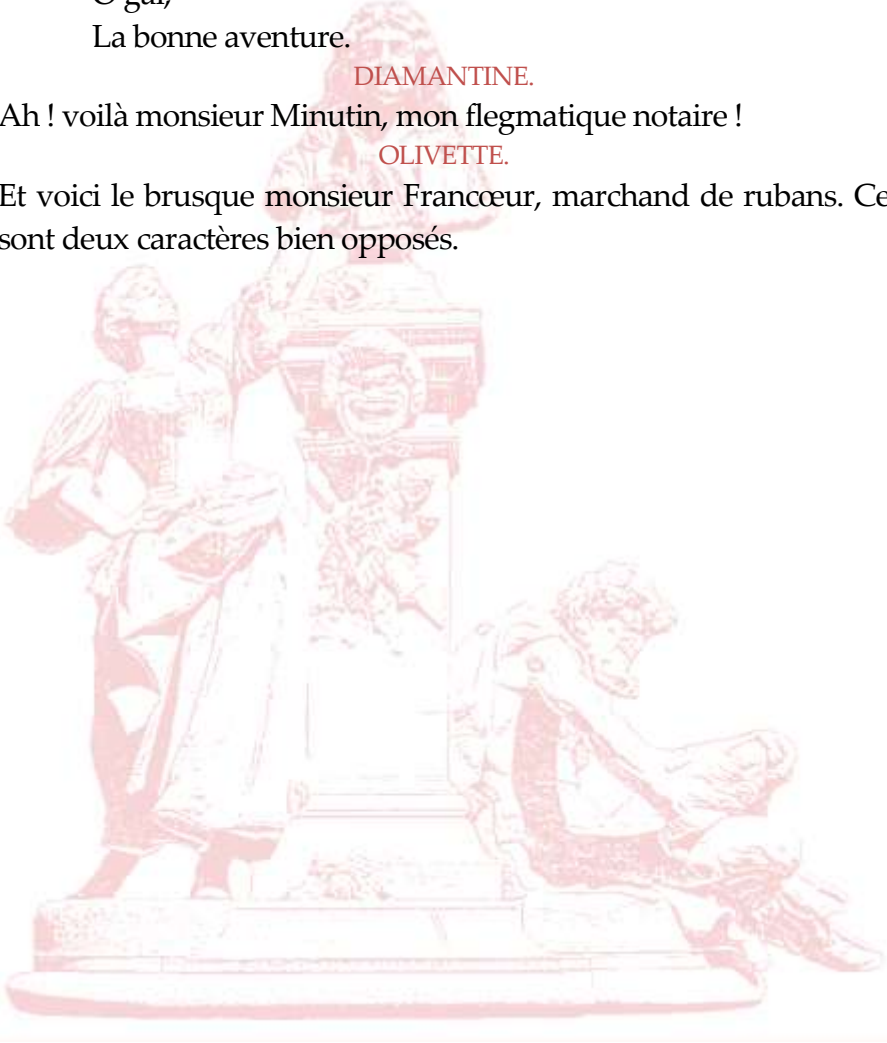 Ô gué,
La bonne aventure.
DIAMANTINE.
Ah ! voilà monsieur Minutin, mon flegmatique notaire !
OLIVETTE.
Et voici le brusque monsieur Francœur, marchand de rubans. Ce
sont deux caractères bien opposés.